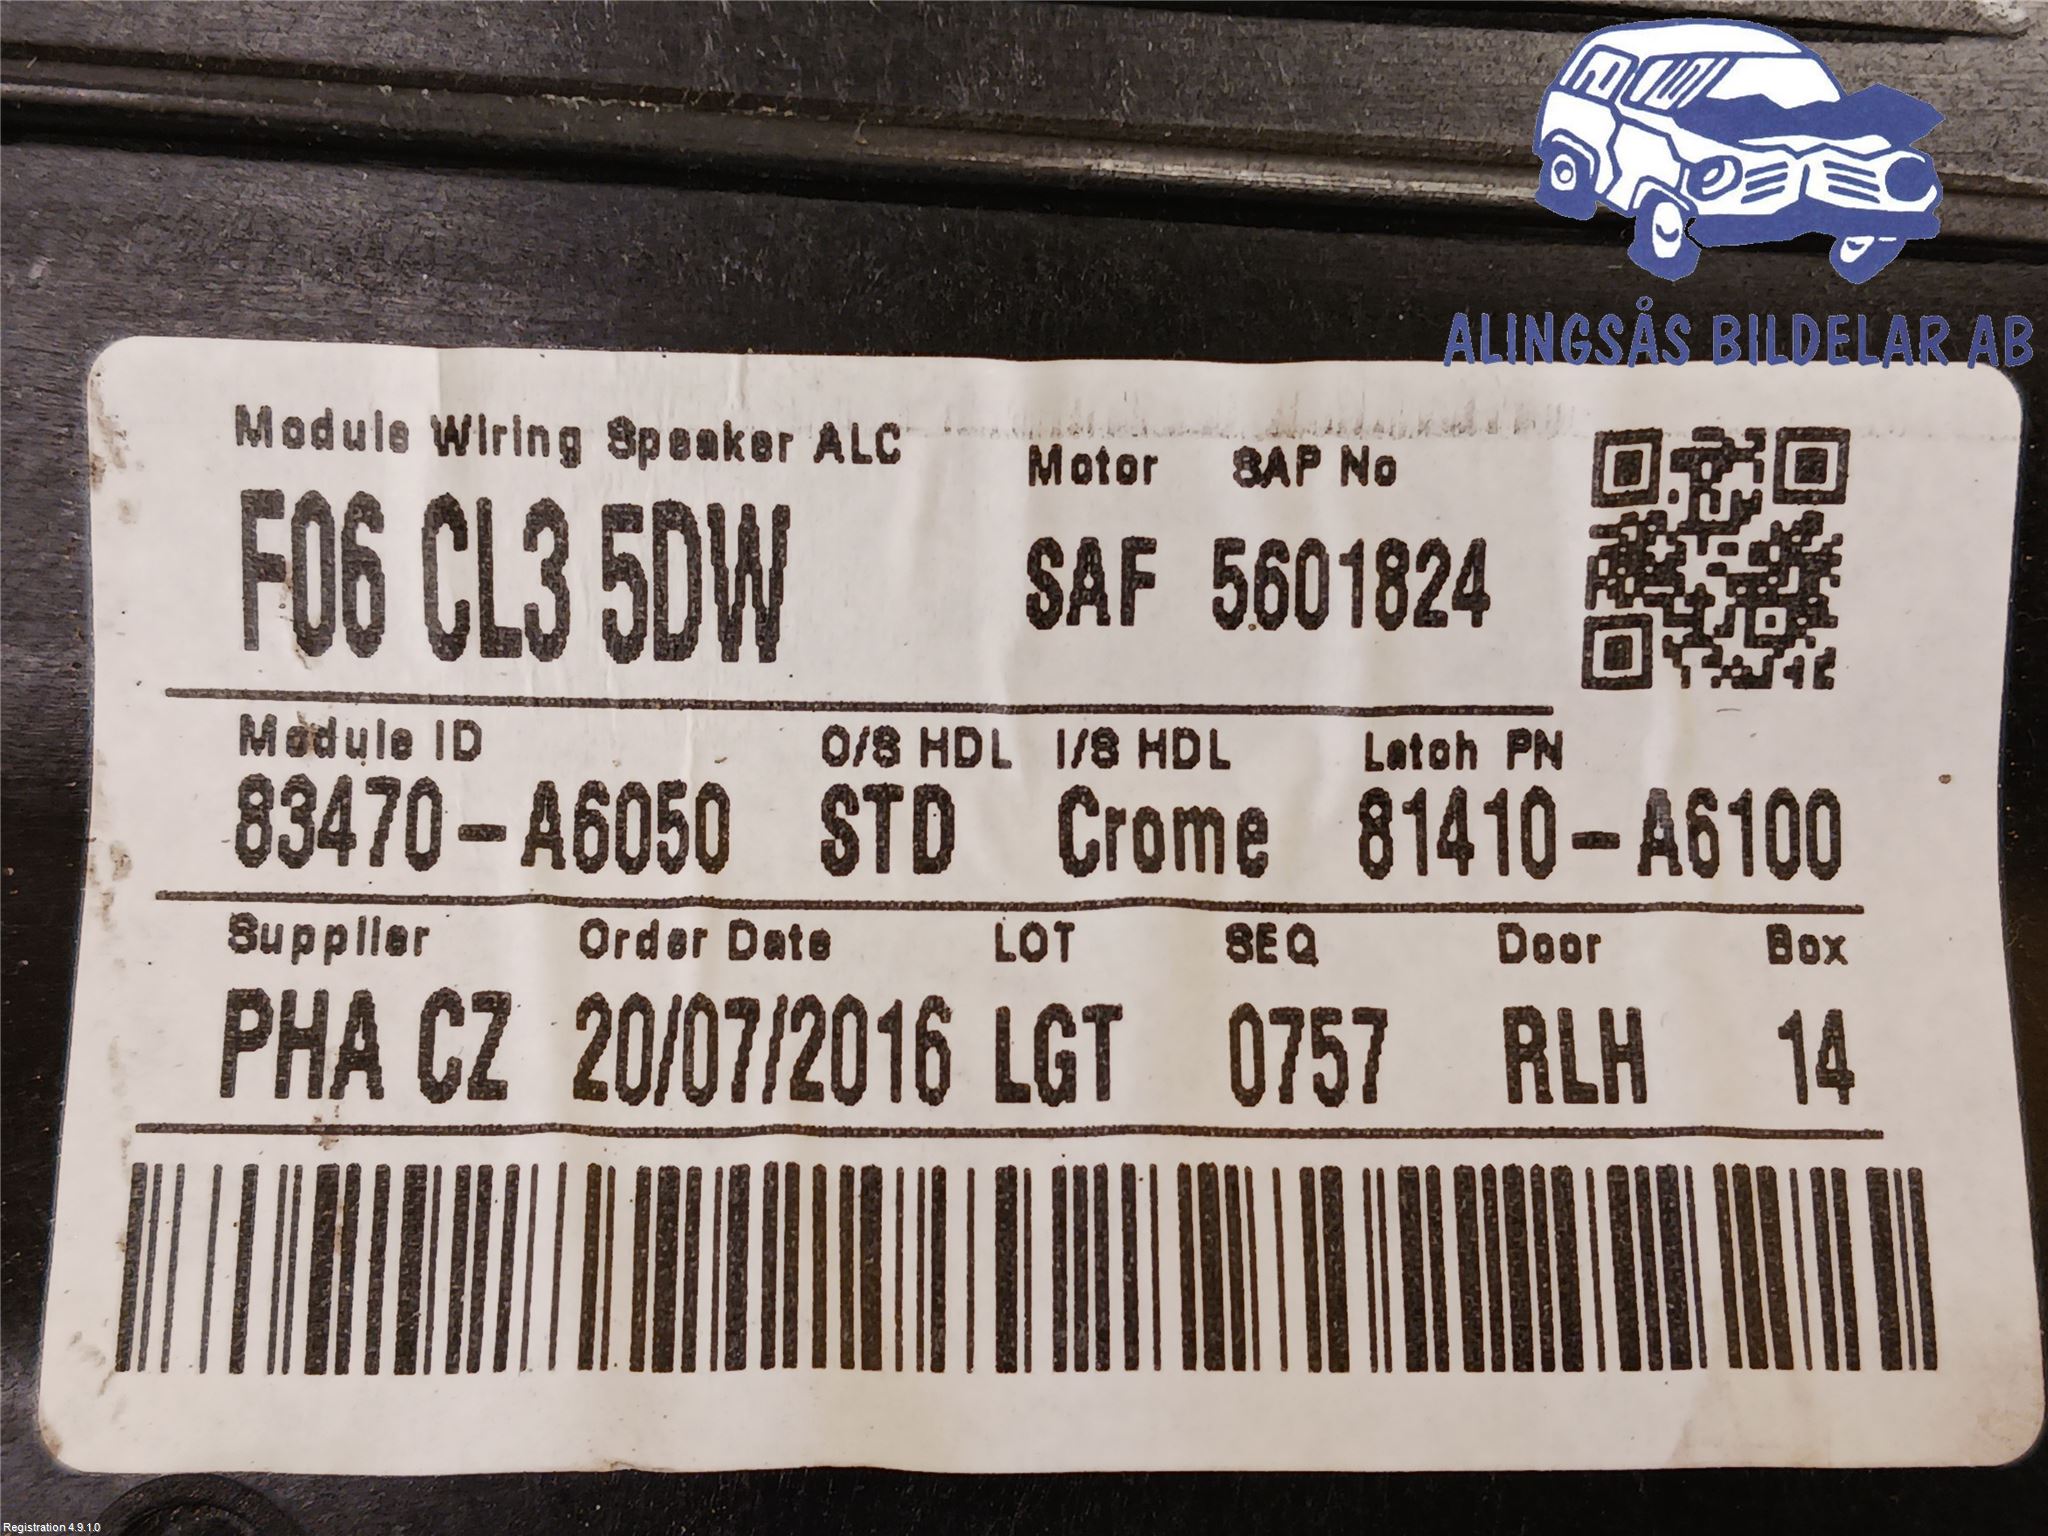 ALINGSÅS BILDELAR AB
Module Wiring Speaker ALC Motor SAP No
F06 CL3 5DW SAF 5601824
Module ID O/S HDL I/S HDL Latch PN
83470-A6050 STD Crome 81410-A6100
Supplier Order Date LOT SEQ Door Box
PHA CZ 20/07/2016 LGT 0757 RLH 14
Registration 4.9.1.0